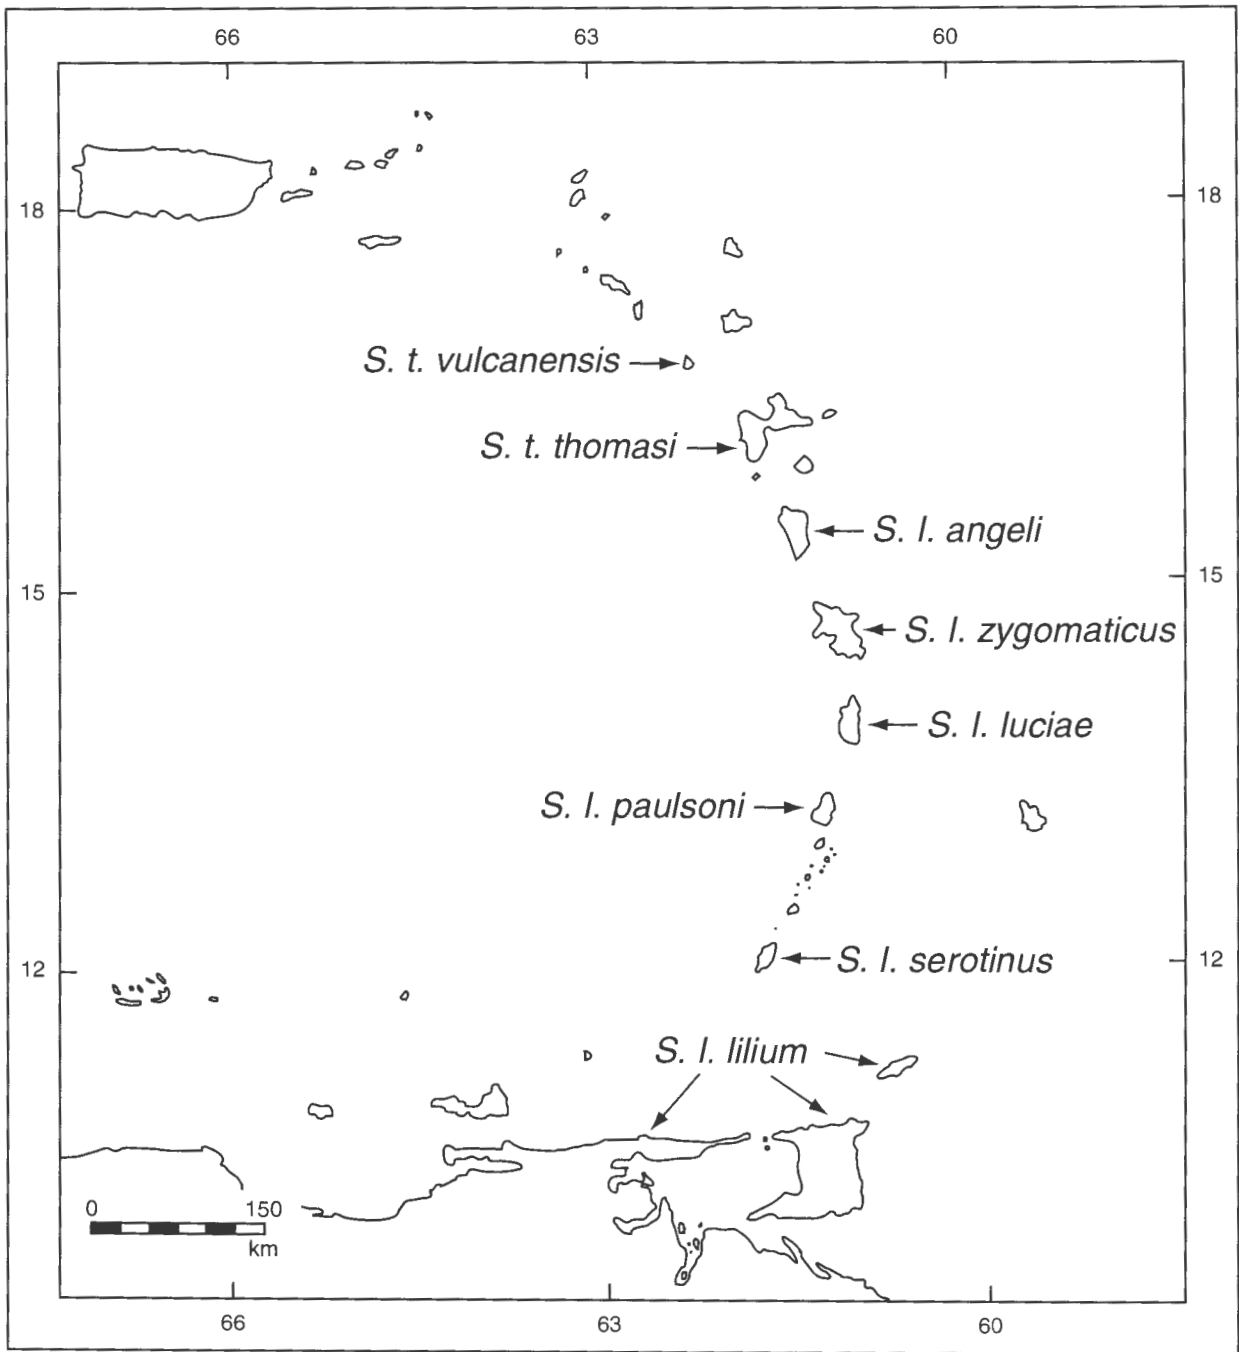 66 63 60
18 18
S. t. vulcanensis
S. t. thomasi
S. l. angeli
15 15
S. l. zygomaticus
S. l. luciae
S. l. paulsoni
12 S. l. serotinus 12
S. l. lilium
0 150
km
66 63 60